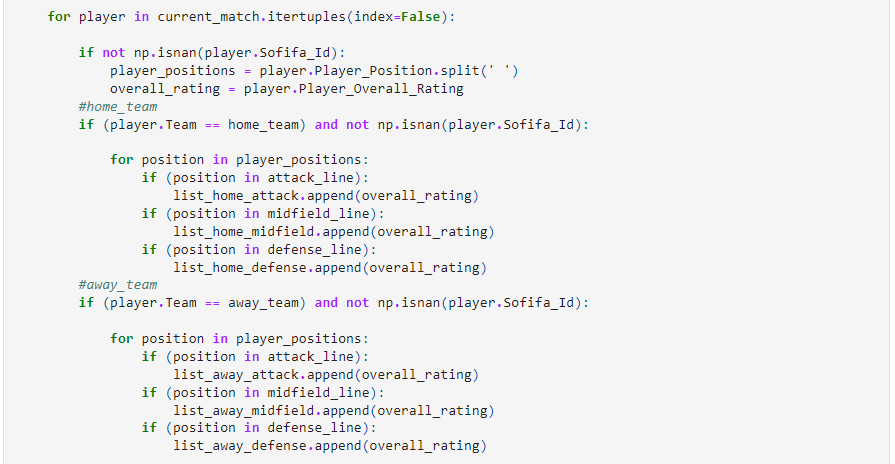 for player in current_match.itertuples(index=False):
if not np.isnan(player.Sofifa_Id):
player_positions = player.Player_Position.split(' ')
overall_rating = player.Player_Overall_Rating
#home_team
if (player.Team == home_team) and not np.isnan(player.Sofifa_Id):
for position in player_positions:
if (position in attack_line):
list_home_attack.append(overall_rating)
if (position in midfield_line):
list_home_midfield.append(overall_rating)
if (position in defense_line):
list_home_defense.append(overall_rating)
#away_team
if (player.Team == away_team) and not np.isnan(player.Sofifa_Id):
for position in player_positions:
if (position in attack_line):
list_away_attack.append(overall_rating)
if (position in midfield_line):
list_away_midfield.append(overall_rating)
if (position in defense_line):
list_away_defense.append(overall_rating)